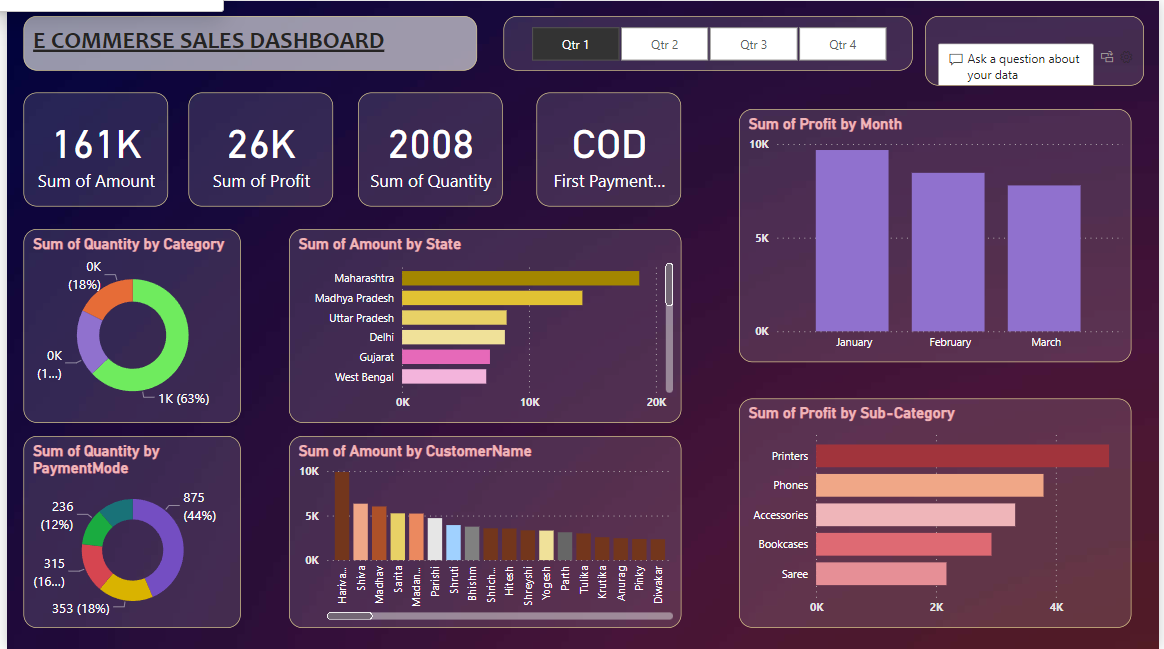 E COMMERSE SALES DASHBOARD
Qtr 1
Qtr 2
Qtr 3
Qtr 4
Ask a question about
your data
161K
Sum of Amount
26K
Sum of Profit
2008
Sum of Quantity
COD
First Payment...
Sum of Profit by Month
10K
5K
0K
January
February
March
Sum of Quantity by Category
0K
(18%)
0K
(1...)
1K (63%)
Sum of Amount by State
Maharashtra
Madhya Pradesh
Uttar Pradesh
Delhi
Gujarat
West Bengal
0K
10K
20K
Sum of Quantity by
PaymentMode
236
(12%)
875
(44%)
315
(16...)
353 (18%)
Sum of Amount by CustomerName
10K
5K
0K
Hariva...
Shiva
Madhav
Sarita
Madan...
Parishi
Shruti
Bhishm
Shrich...
Hitesh
Shreyshi
Yogesh
Parth
Tulika
Krutika
Anurag
Pinky
Diwakar
Sum of Profit by Sub-Category
Printers
Phones
Accessories
Bookcases
Saree
0K
2K
4K